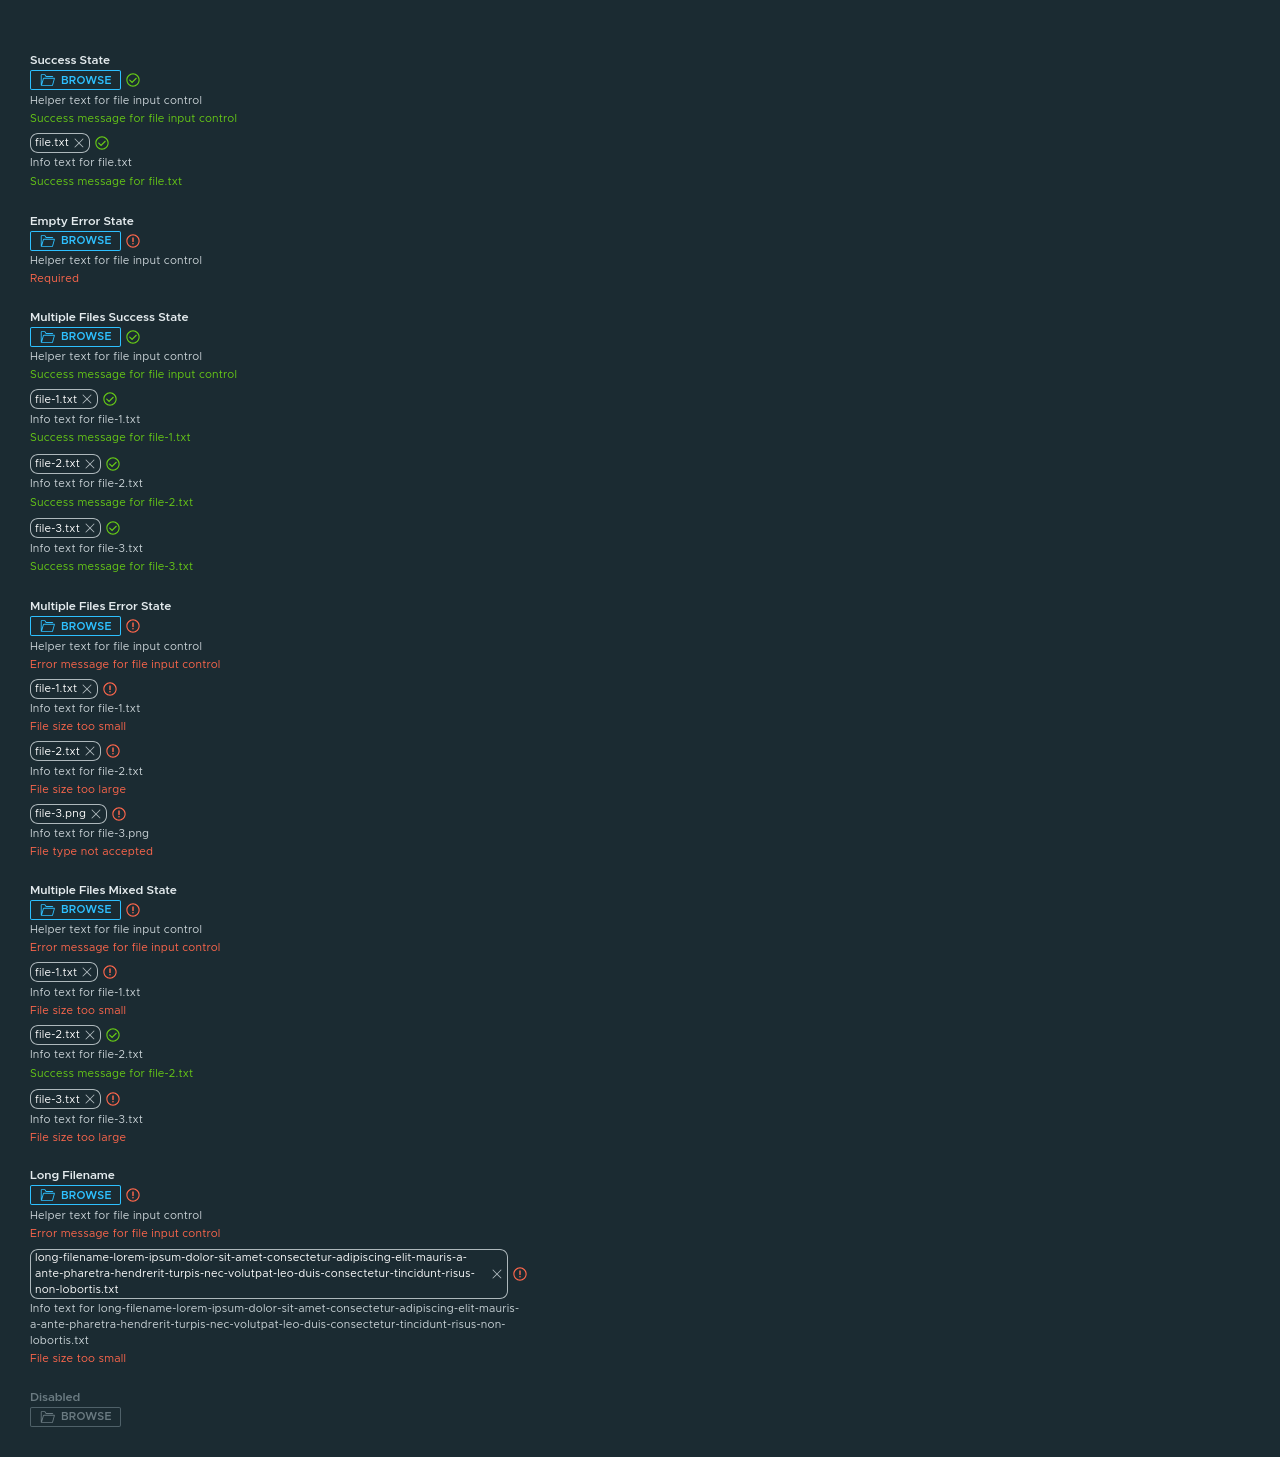 Success State
BROWSE
Helper text for file input control
Success message for file input control
file.txt
Info text for file.txt
Success message for file.txt
Empty Error State
BROWSE
Helper text for file input control
Required
Multiple Files Success State
BROWSE
Helper text for file input control
Success message for file input control
file-1.txt
Info text for file-1.txt
Success message for file-1.txt
file-2.txt
Info text for file-2.txt
Success message for file-2.txt
file-3.txt
Info text for file-3.txt
Success message for file-3.txt
Multiple Files Error State
BROWSE
Helper text for file input control
Error message for file input control
file-1.txt
Info text for file-1.txt
File size too small
file-2.txt
Info text for file-2.txt
File size too large
file-3.png
Info text for file-3.png
File type not accepted
Multiple Files Mixed State
BROWSE
Helper text for file input control
Error message for file input control
file-1.txt
Info text for file-1.txt
File size too small
file-2.txt
Info text for file-2.txt
Success message for file-2.txt
file-3.txt
Info text for file-3.txt
File size too large
Long Filename
BROWSE
Helper text for file input control
Error message for file input control
long-filename-lorem-ipsum-dolor-sit-amet-consectetur-adipiscing-elit-mauris-a-
ante-pharetra-hendrerit-turpis-nec-volutpat-leo-duis-consectetur-tincidunt-risus-
non-lobortis.txt
Info text for long-filename-lorem-ipsum-dolor-sit-amet-consectetur-adipiscing-elit-mauris-
a-ante-pharetra-hendrerit-turpis-nec-volutpat-leo-duis-consectetur-tincidunt-risus-non-
lobortis.txt
File size too small
Disabled
BROWSE